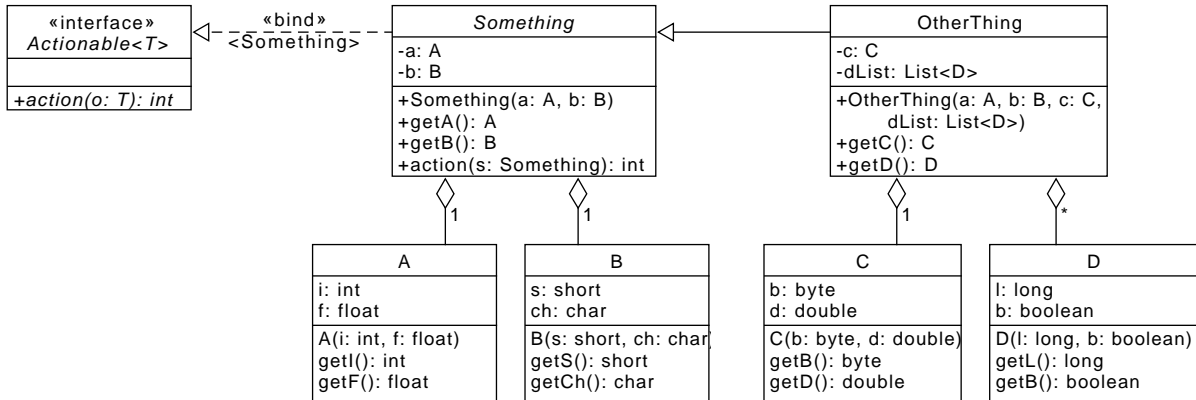 «interface»
Actionable<T>
+action(o: T): int
«bind»
<Something>
Something
-a: A
-b: B
+Something(a: A, b: B)
+getA(): A
+getB(): B
+action(s: Something): int
OtherThing
-c: C
-dList: List<D>
+OtherThing(a: A, b: B, c: C,
dList: List<D>)
+getC(): C
+getD(): D
1
1
1
*
A
i: int
f: float
A(i: int, f: float)
getI(): int
getF(): float
B
s: short
ch: char
B(s: short, ch: char)
getS(): short
getCh(): char
C
b: byte
d: double
C(b: byte, d: double)
getB(): byte
getD(): double
D
l: long
b: boolean
D(l: long, b: boolean)
getL(): long
getB(): boolean